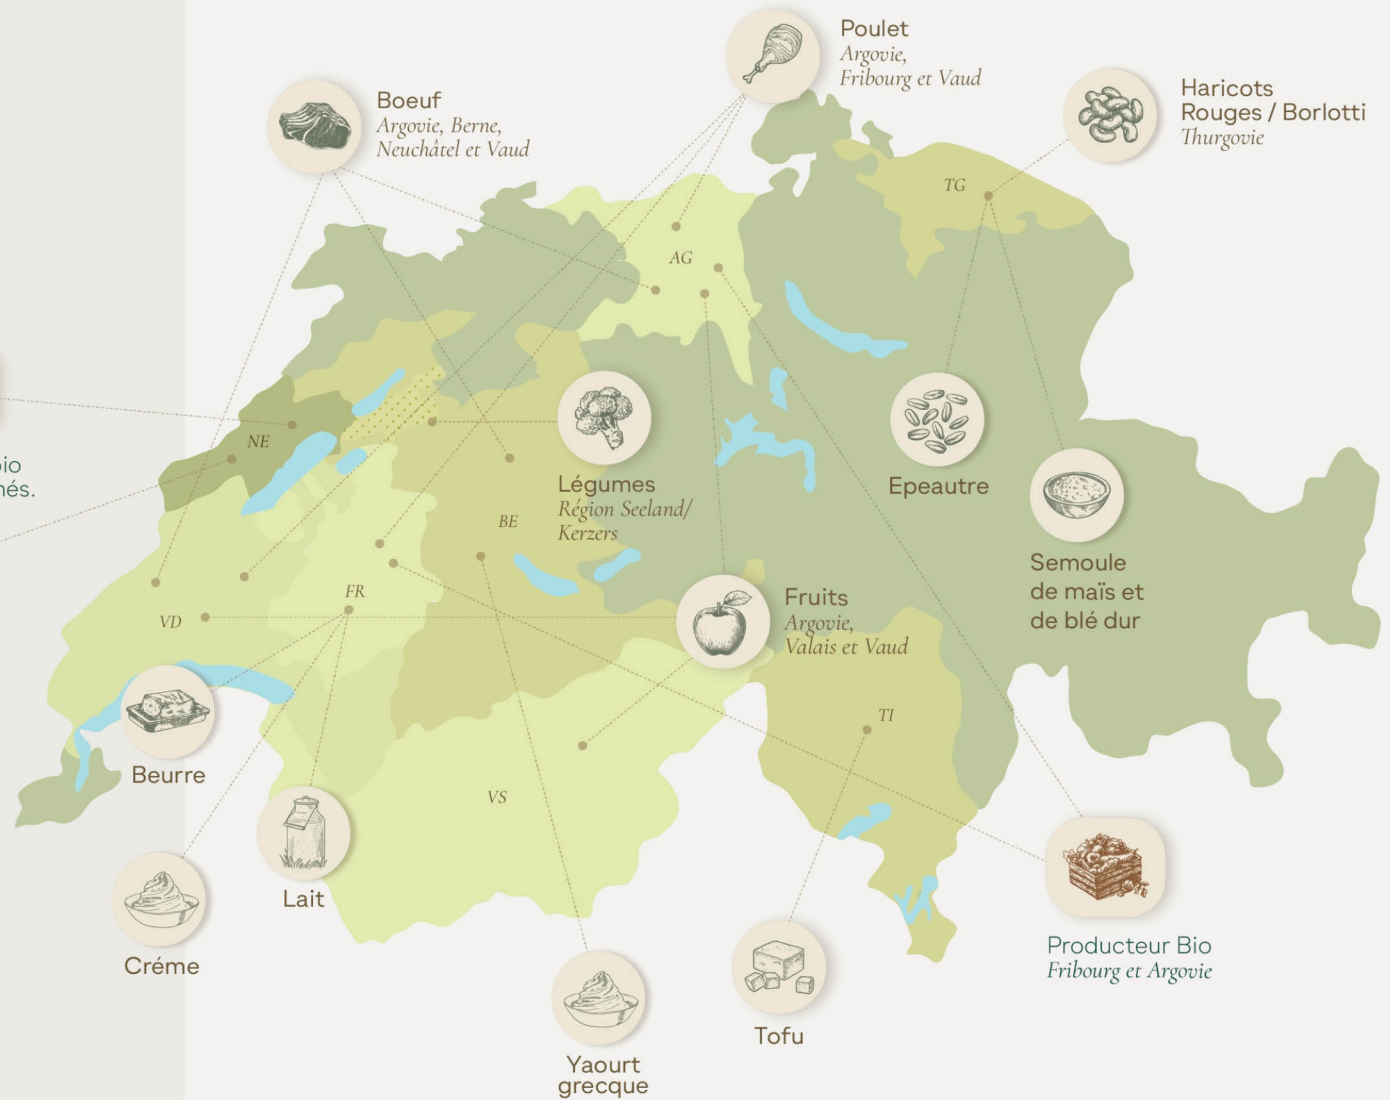 Poulet
Argovie,
Fribourg et Vaud
Haricots
Rouges / Borlotti
Thurgovie
Boeuf
Argovie, Berne,
Neuchâtel et Vaud
TG
AG
NE
Légumes
Région Seeland/
Kerzers
BE
Epeautre
Semoule
de maïs et
de blé dur
Fruits
Argovie,
Valais et Vaud
FR
VD
TI
VS
Beurre
Lait
Créme
Yaourt
grecque
Tofu
Producteur Bio
Fribourg et Argovie